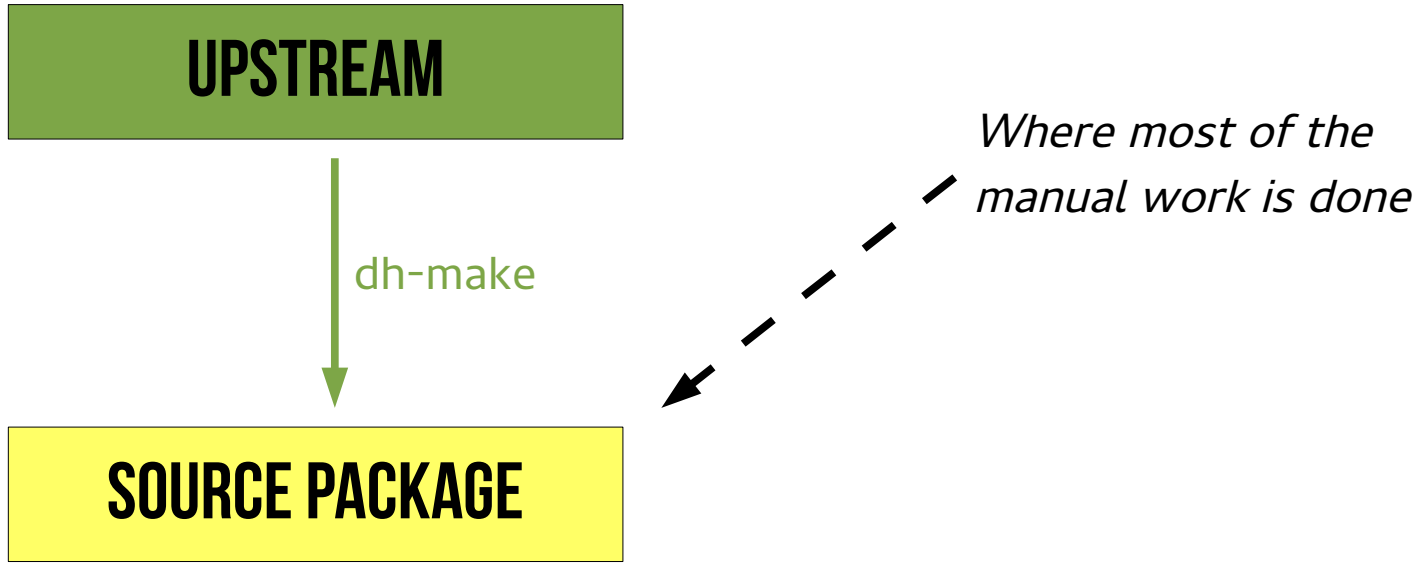 UPSTREAM
Where most of the
manual work is done
dh-make
SOURCE PACKAGE